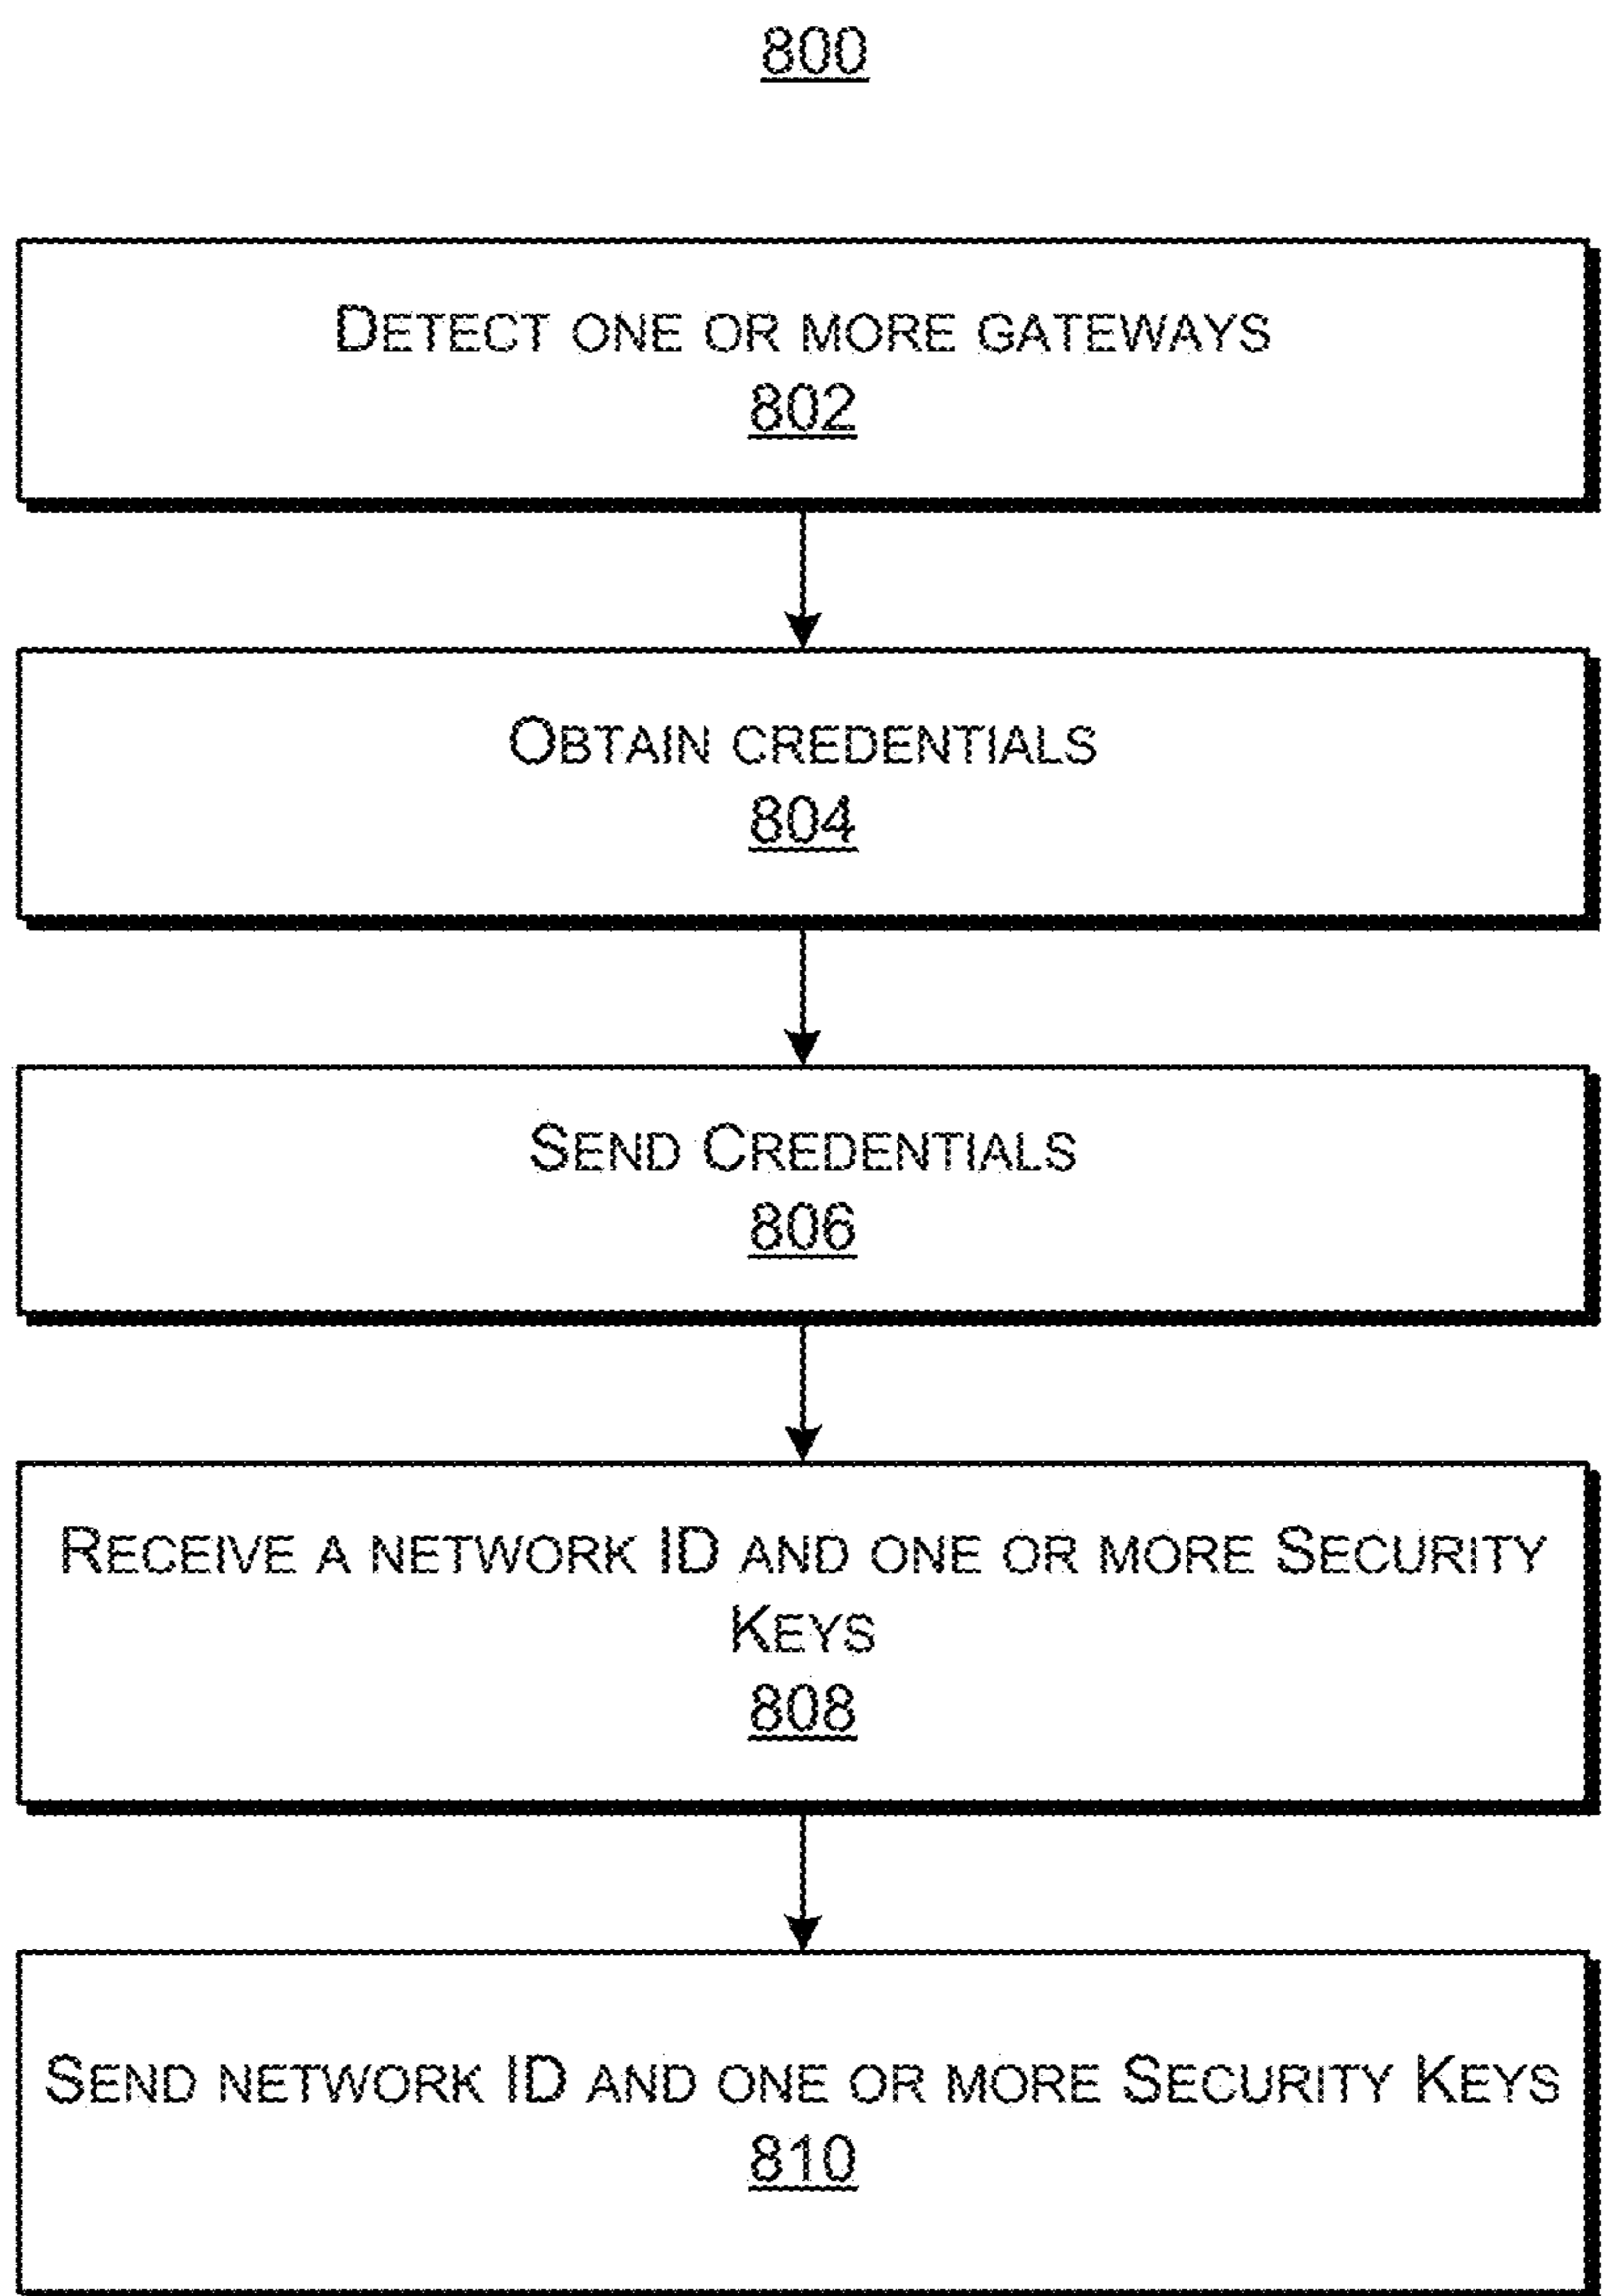 800
DETECT ONE OR MORE GATEWAYS
802
OBTAIN CREDENTIALS
804
SEND CREDENTIALS
806
RECEIVE A NETWORK ID AND ONE OR MORE SECURITY
KEYS
808
SEND NETWORK ID AND ONE OR MORE SECURITY KEYS
810